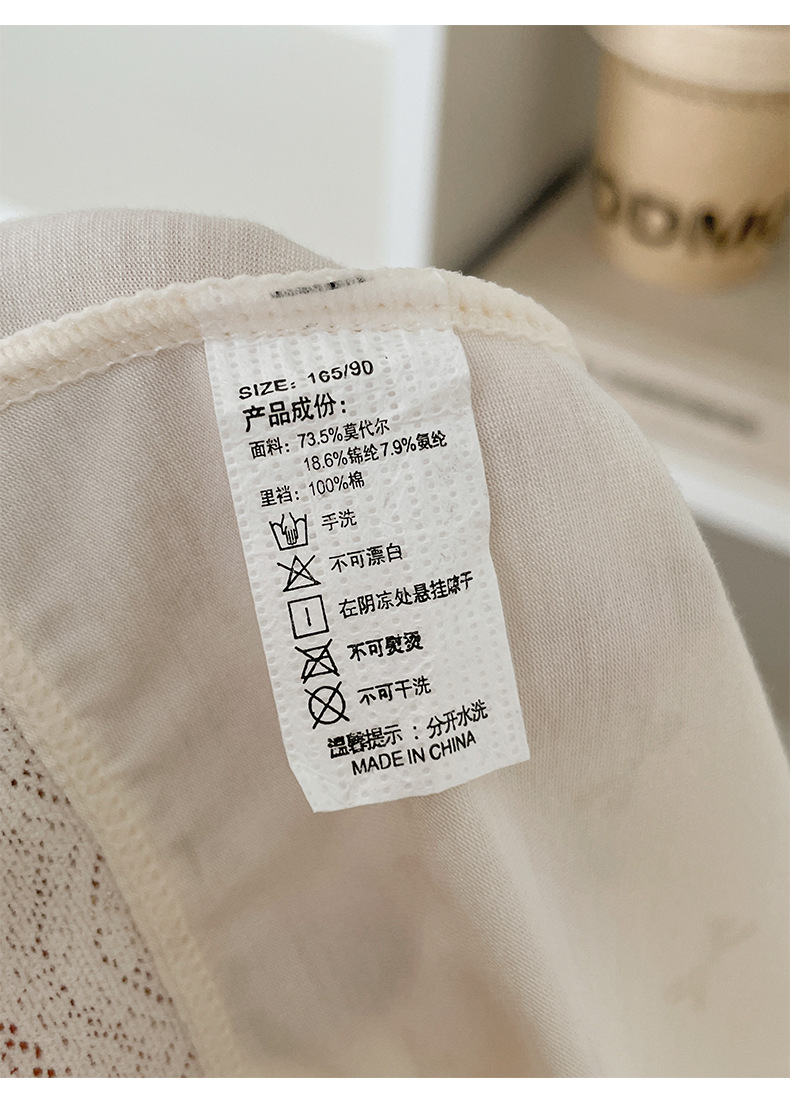 SIZE: 165/90
产品成份：
面料：73.5%莫代尔
18.6%锦纶7.9%氨纶
里裆：100%棉
手洗
不可漂白
在阴凉处悬挂晾干
不可熨烫
不可干洗
温馨提示：分开水洗
MADE IN CHINA